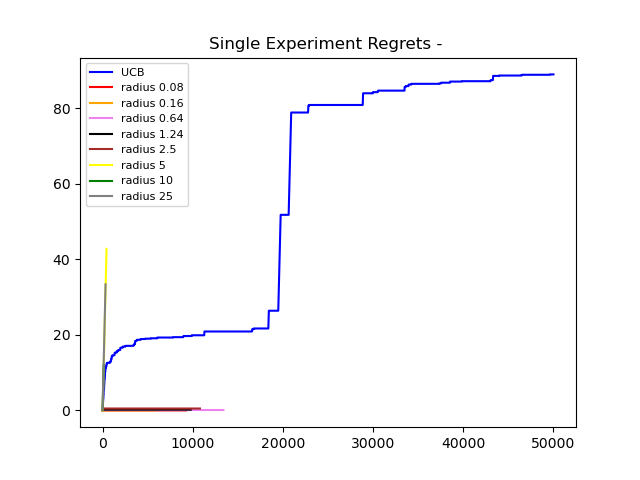 Single Experiment Regrets -
UCB
radius 0.08
radius 0.16
radius 0.64
radius 1.24
radius 2.5
radius 5
radius 10
radius 25
80
60
40
20
0
0 10000 20000 30000 40000 50000